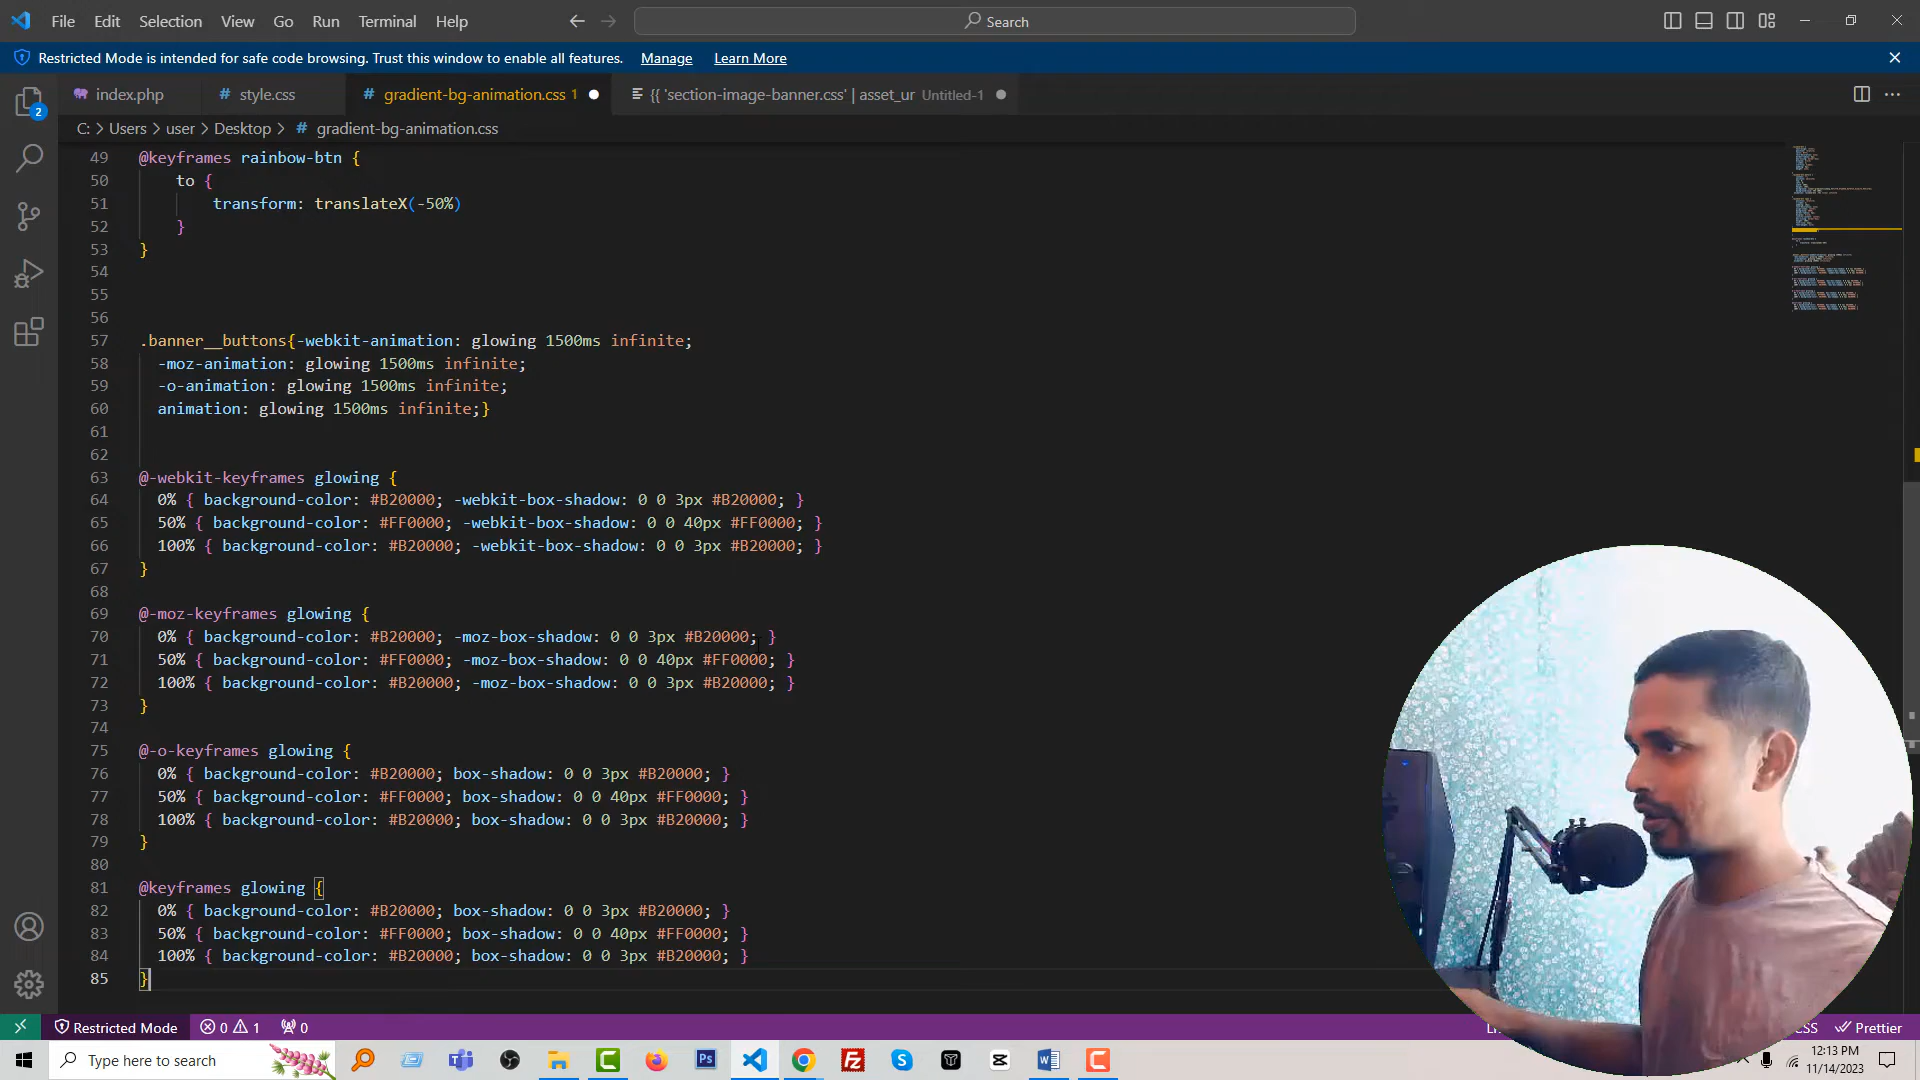 File Edit Selection View Go Run Terminal Help Search
Restricted Mode is intended for safe code browsing. Trust this window to enable all features. Manage Learn More
index.php # style.css # gradient-bg-animation.css 1 {{ 'section-image-banner.css' | asset_ur Untitled-1
2
C: > Users > user > Desktop > # gradient-bg-animation.css
49 @keyframes rainbow-btn {
50 to {
51 transform: translateX(-50%)
52 }
53 }
54
55
56
57 .banner__buttons{-webkit-animation: glowing 1500ms infinite;
58 -moz-animation: glowing 1500ms infinite;
59 -o-animation: glowing 1500ms infinite;
60 animation: glowing 1500ms infinite;}
61
62
63 @-webkit-keyframes glowing {
64 0% { background-color: #B20000; -webkit-box-shadow: 0 0 3px #B20000; }
65 50% { background-color: #FF0000; -webkit-box-shadow: 0 0 40px #FF0000; }
66 100% { background-color: #B20000; -webkit-box-shadow: 0 0 3px #B20000; }
67 }
68
69 @-moz-keyframes glowing {
70 0% { background-color: #B20000; -moz-box-shadow: 0 0 3px #B20000; }
71 50% { background-color: #FF0000; -moz-box-shadow: 0 0 40px #FF0000; }
72 100% { background-color: #B20000; -moz-box-shadow: 0 0 3px #B20000; }
73 }
74
75 @-o-keyframes glowing {
76 0% { background-color: #B20000; box-shadow: 0 0 3px #B20000; }
77 50% { background-color: #FF0000; box-shadow: 0 0 40px #FF0000; }
78 100% { background-color: #B20000; box-shadow: 0 0 3px #B20000; }
79 }
80
81 @keyframes glowing {
82 0% { background-color: #B20000; box-shadow: 0 0 3px #B20000; }
83 50% { background-color: #FF0000; box-shadow: 0 0 40px #FF0000; }
84 100% { background-color: #B20000; box-shadow: 0 0 3px #B20000; }
85 }
Restricted Mode 0 1 0 CSS Prettier
Type here to search Ps Fz S W C 12:13 PM
11/14/2023